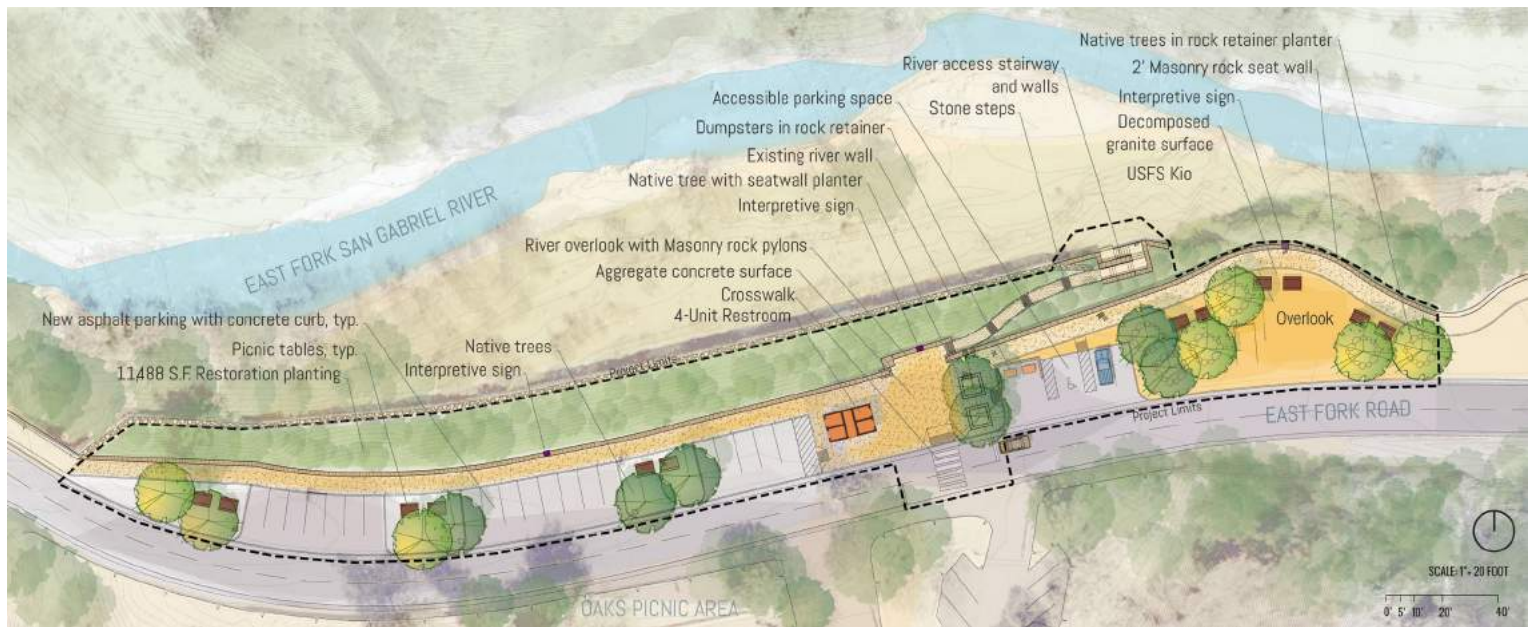 Native trees in rock retainer planter
2' Masonry rock seat wall
Interpretive sign
Decomposed
granite surface
USFS Kio
River access stairway
and walls
Stone steps
Accessible parking space
Dumpsters in rock retainer
Existing river wall
Native tree with seatwall planter
Interpretive sign
River overlook with Masonry rock pylons
Aggregate concrete surface
Crosswalk
4-Unit Restroom
EAST FORK SAN GABRIEL RIVER
New asphalt parking with concrete curb, typ.
Picnic tables, typ.
11,488 S.F. Restoration planting
Native trees
Interpretive sign
Project Limits
Overlook
Project Limits
EAST FORK ROAD
OAKS PICNIC AREA
SCALE: 1"= 20 FOOT
0' 5' 10' 20' 40'